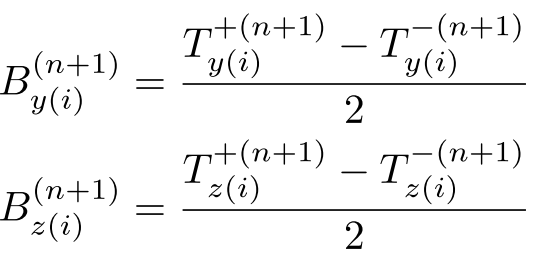 B_{y(i)}^{(n+1)} = \frac{T_{y(i)}^{+(n+1)} - T_{y(i)}^{-(n+1)}}{2}
B_{z(i)}^{(n+1)} = \frac{T_{z(i)}^{+(n+1)} - T_{z(i)}^{-(n+1)}}{2}